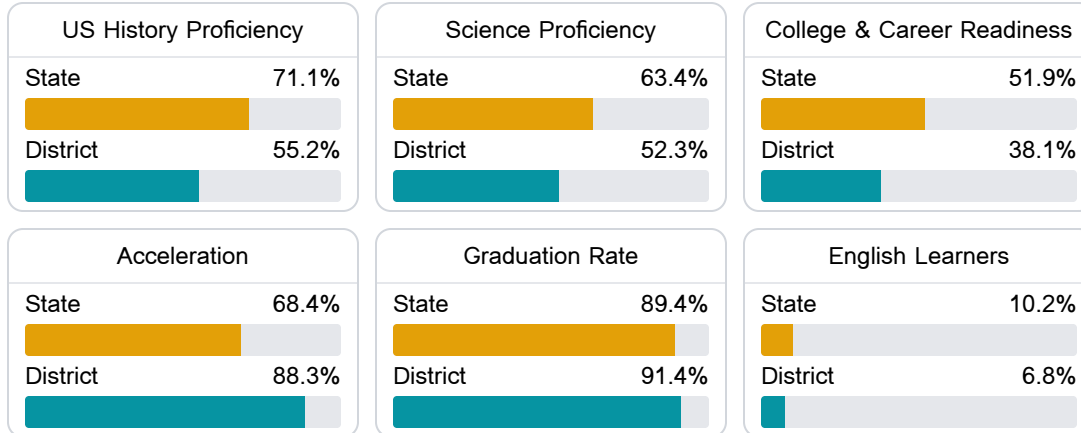 US History Proficiency
State 71.1%
District 55.2%
Science Proficiency
State 63.4%
District 52.3%
College & Career Readiness
State 51.9%
District 38.1%
Acceleration
State 68.4%
District 88.3%
Graduation Rate
State 89.4%
District 91.4%
English Learners
State 10.2%
District 6.8%